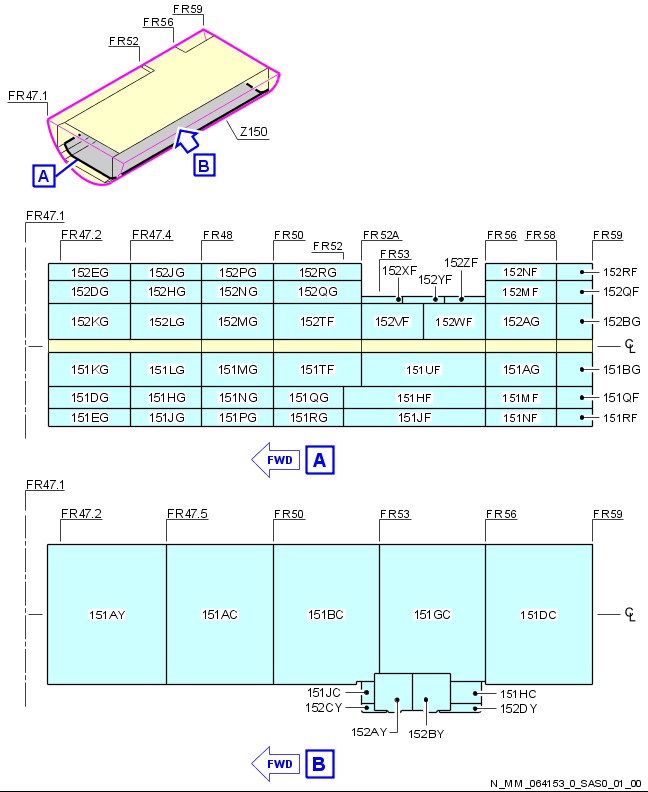 FR59
FR56
FR52
FR47.1
Z150
A
B
FR47.1
FR47.2 FR47.4 FR48 FR50 FR52A FR56 FR58 FR59
FR52 FR53
152XF 152YF 152ZF
152EG 152JG 152PG 152RG 152NF 152RF
152DG 152HG 152NG 152QG 152MF 152QF
152KG 152LG 152MG 152TF 152VF 152WF 152AG 152BG
CL
151KG 151LG 151MG 151TF 151UF 151AG 151BG
151DG 151HG 151NG 151QG 151HF 151MF 151QF
151EG 151JG 151PG 151RG 151JF 151NF 151RF
FWD A
FR47.1
FR47.2 FR47.5 FR50 FR53 FR56 FR59
151AY 151AC 151BC 151GC 151DC CL
151JC 151HC
152CY 152DY
152AY 152BY
FWD B
N_MM_064153_0_SAS0_01_00